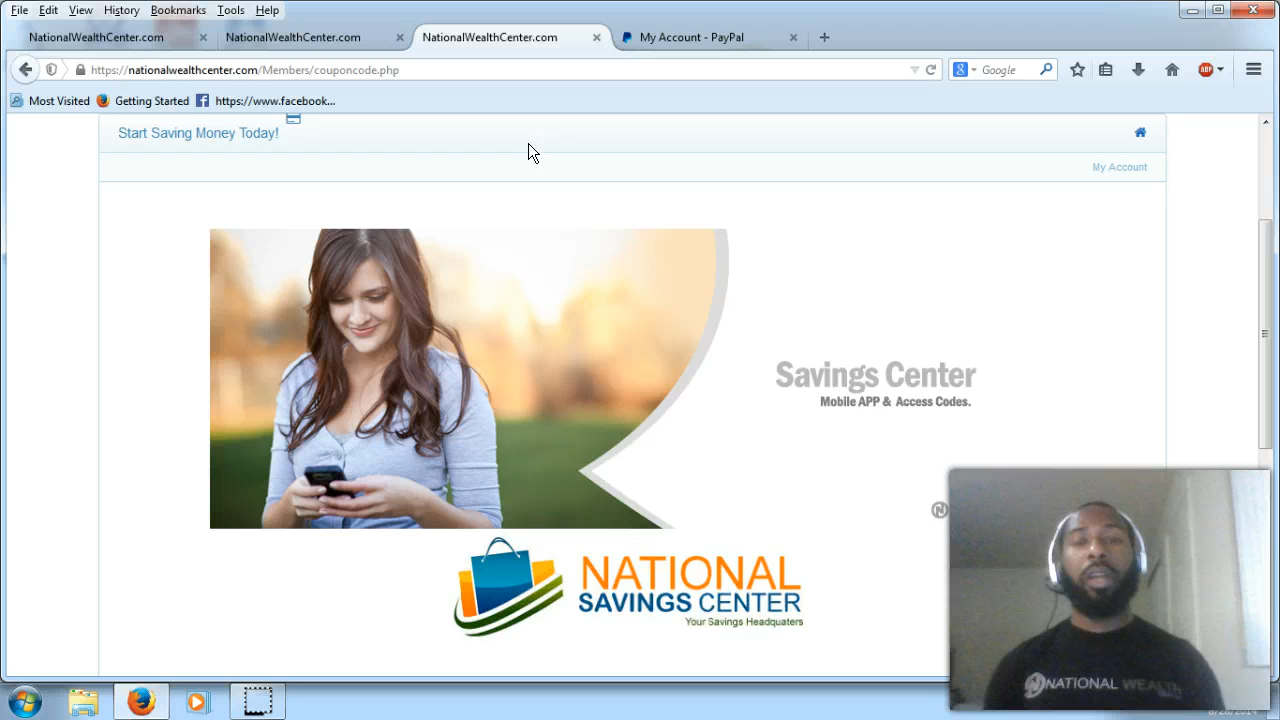 File Edit View History Bookmarks Tools Help
NationalWealthCenter.com NationalWealthCenter.com NationalWealthCenter.com My Account - PayPal
https://nationalwealthcenter.com/Members/couponcode.php
Google
ABP
Most Visited Getting Started https://www.facebook...
Start Saving Money Today!
My Account
Savings Center
Mobile APP & Access Codes.
NATIONAL
SAVINGS CENTER
Your Savings Headquaters
NATIONAL WEALTH